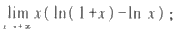 lim x(ln(1+x)-ln x);